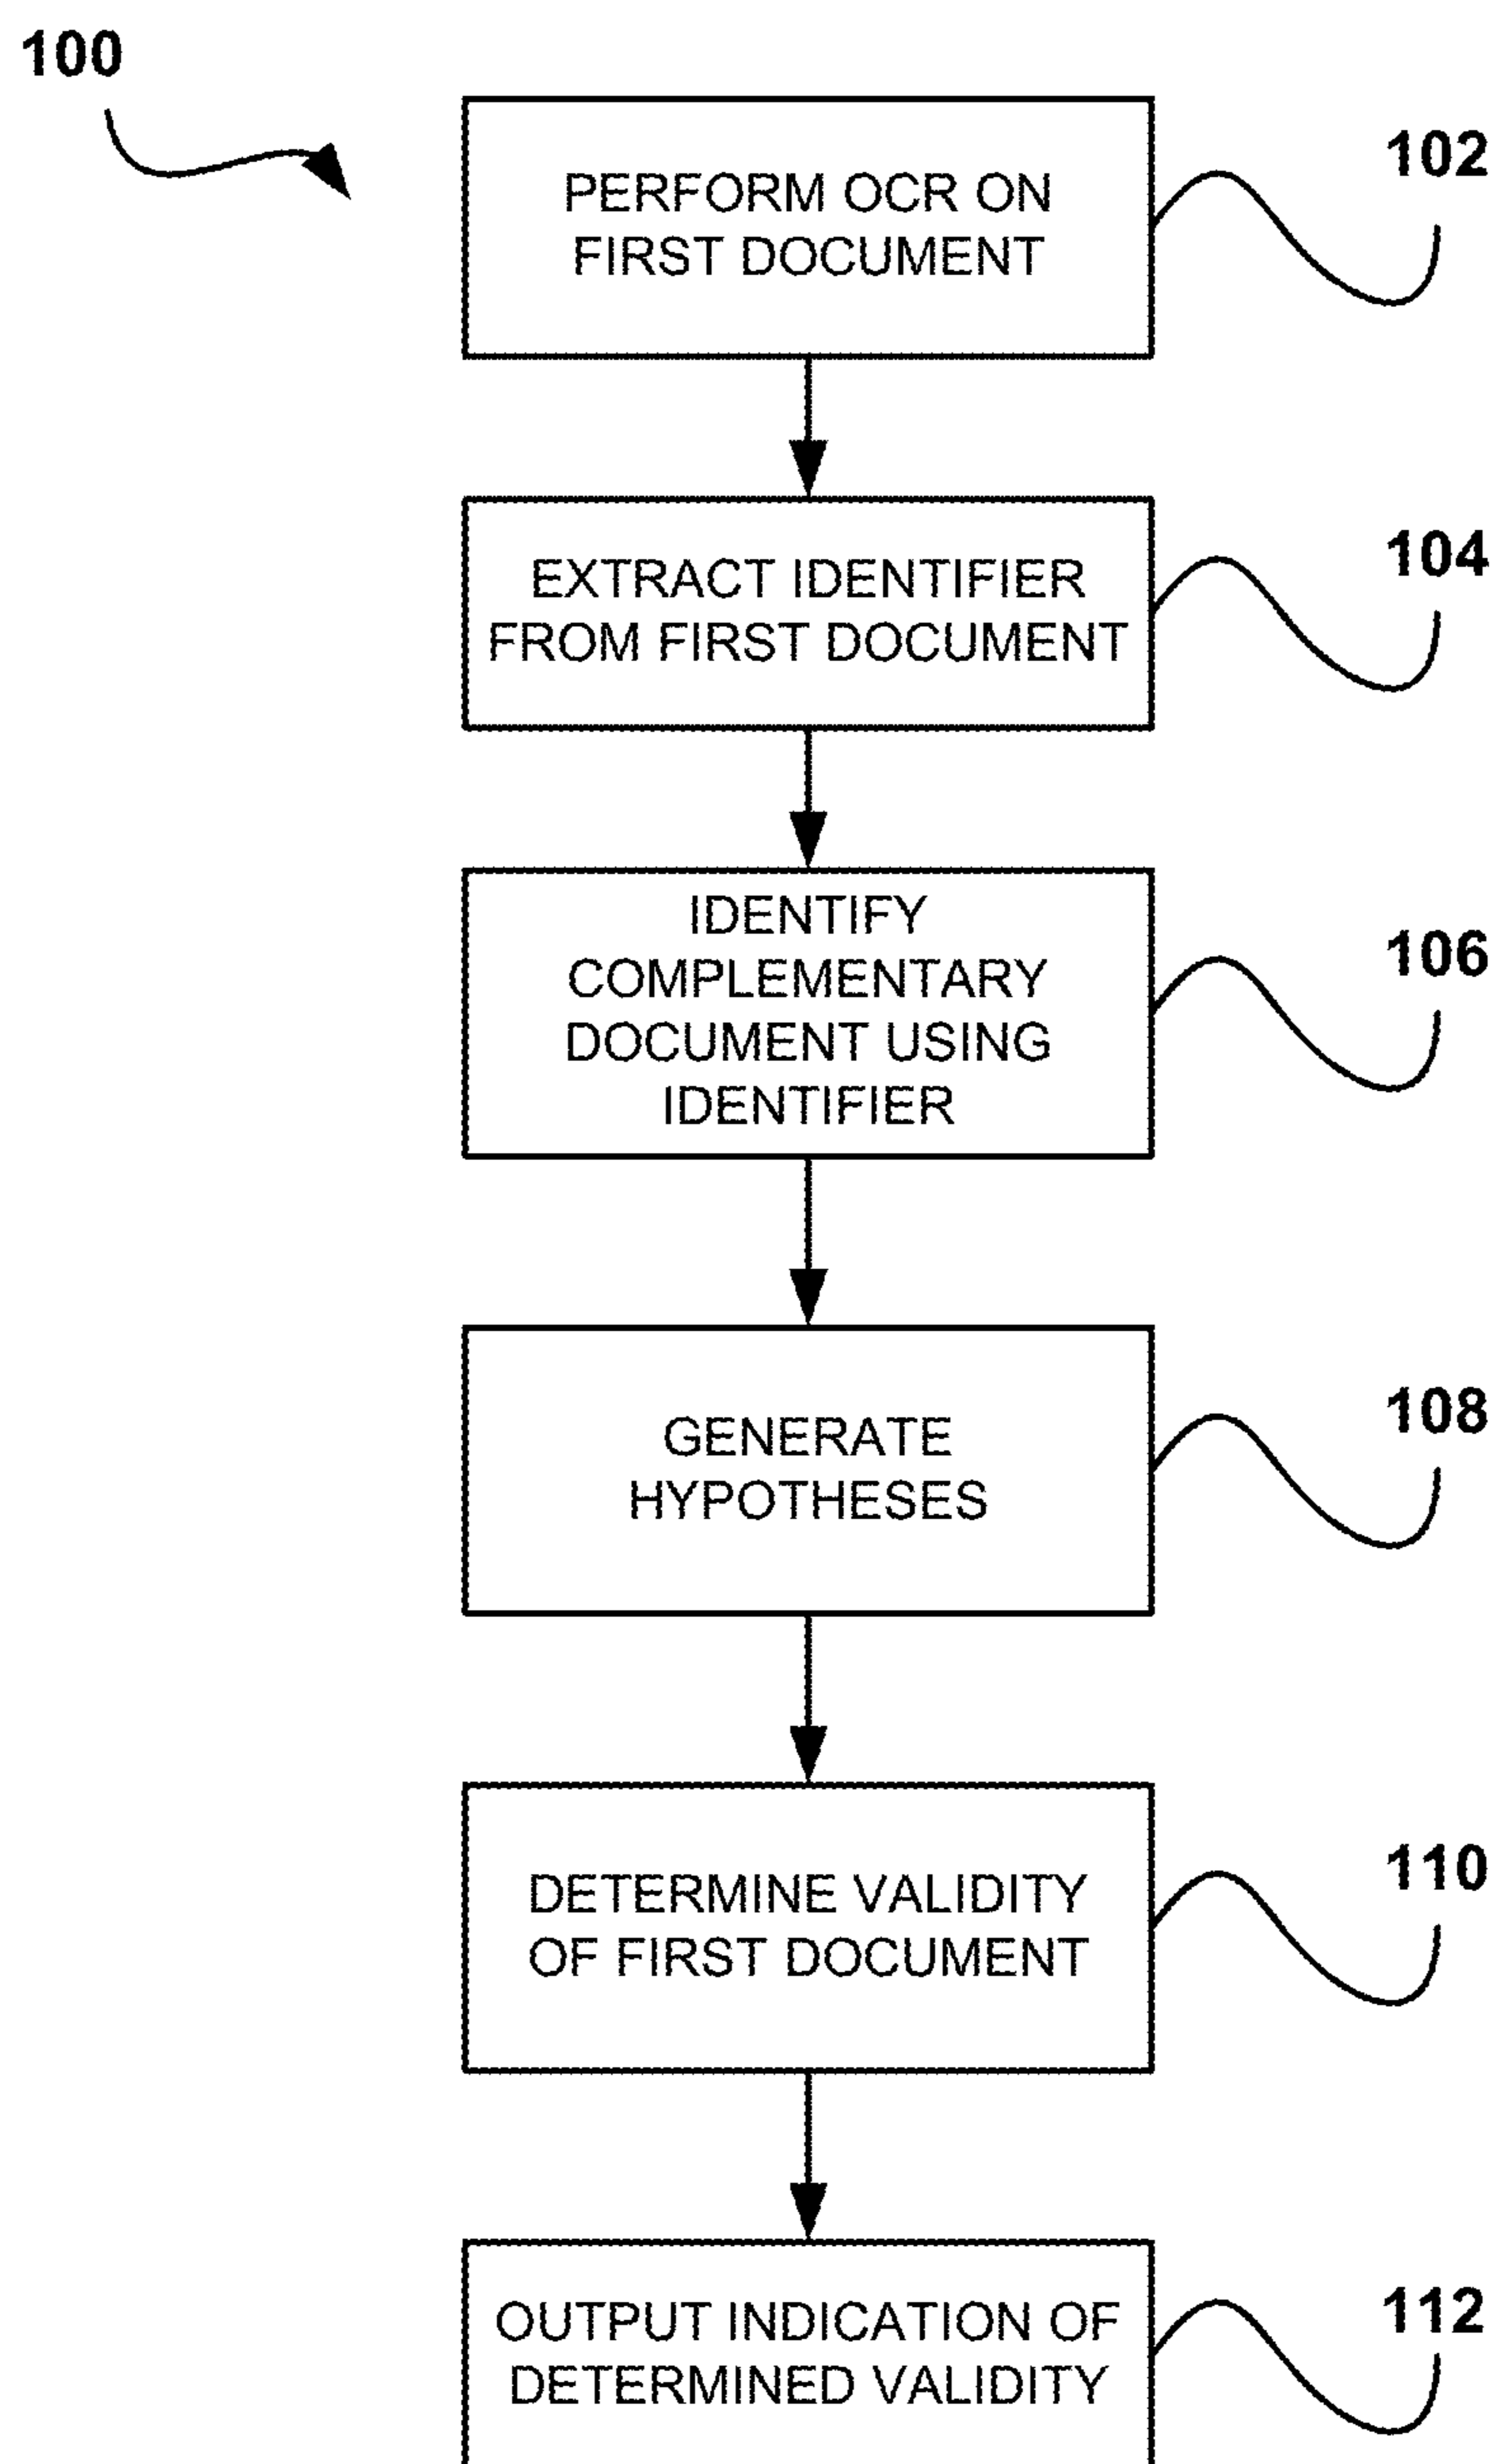 100
PERFORM OCR ON
FIRST DOCUMENT
102
EXTRACT IDENTIFIER
FROM FIRST DOCUMENT
104
IDENTIFY
COMPLEMENTARY
DOCUMENT USING
IDENTIFIER
106
GENERATE
HYPOTHESES
108
DETERMINE VALIDITY
OF FIRST DOCUMENT
110
OUTPUT INDICATION OF
DETERMINED VALIDITY
112